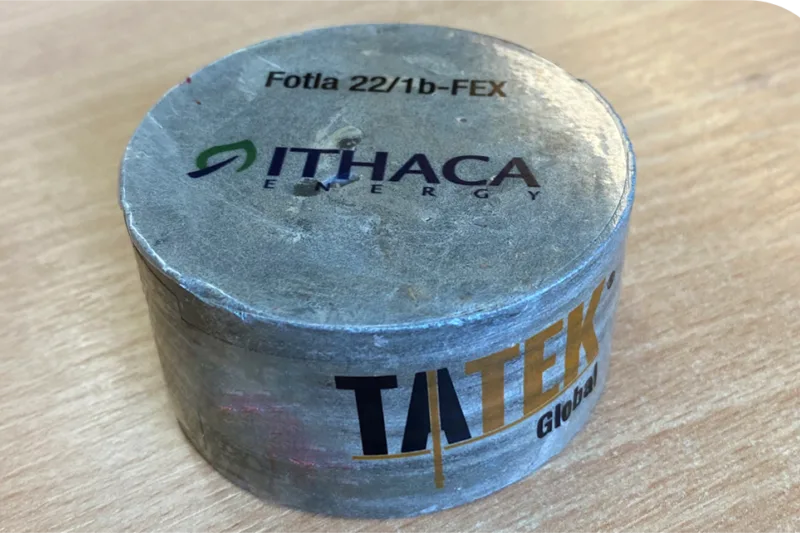 Fotla 22/1b-FEX
ITHACA
ENERGY
TATEK
Global